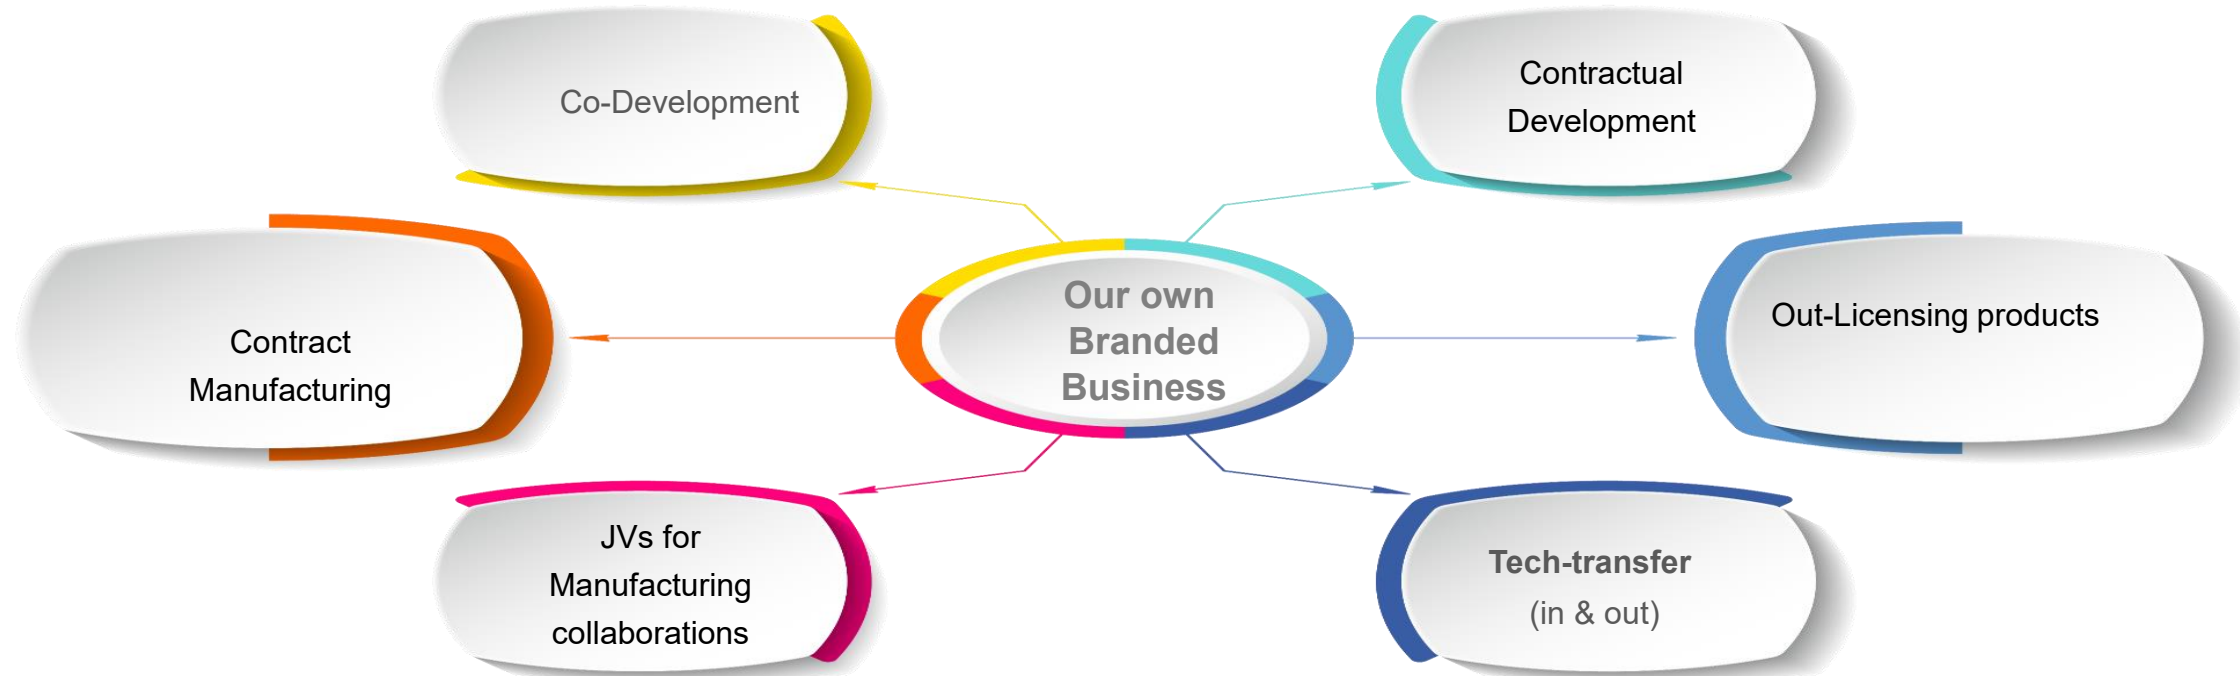 Co-Development
Contractual
Development
Contract
Manufacturing
Our own
Branded
Business
Out-Licensing products
JVs for
Manufacturing
collaborations
Tech-transfer
(in & out)